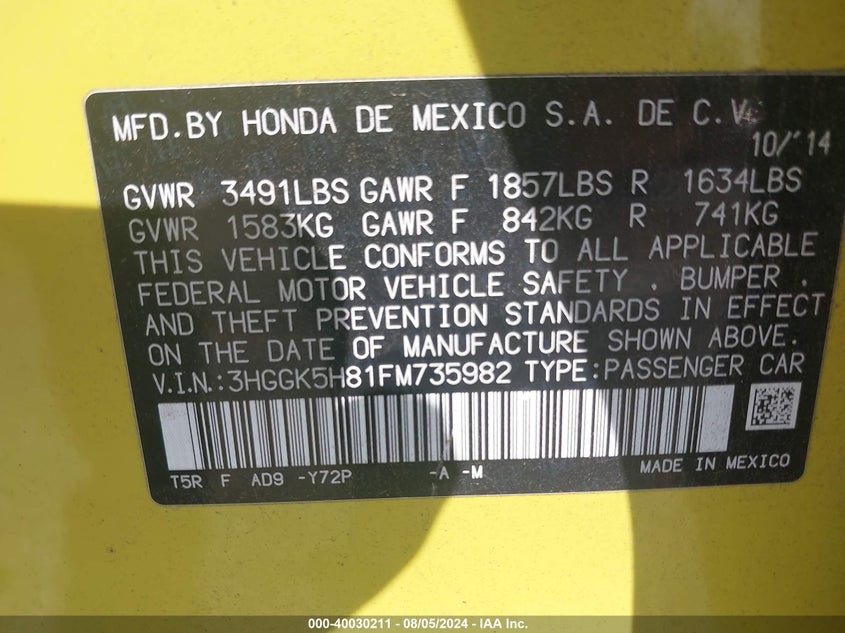 MFD.BY HONDA DE MEXICO S.A. DE C.V.
10/'14
GVWR 3491LBS GAWR F 1857LBS R 1634LBS
GVWR 1583KG GAWR F 842KG R 741KG
THIS VEHICLE CONFORMS TO ALL APPLICABLE
FEDERAL MOTOR VEHICLE SAFETY , BUMPER ,
AND THEFT PREVENTION STANDARDS IN EFFECT
ON THE DATE OF MANUFACTURE SHOWN ABOVE.
V.I.N.:3HGGK5H81FM735982 TYPE:PASSENGER CAR
T5R F AD9 -Y72P -A -M MADE IN MEXICO
000-40030211 - 08/05/2024 - IAA Inc.